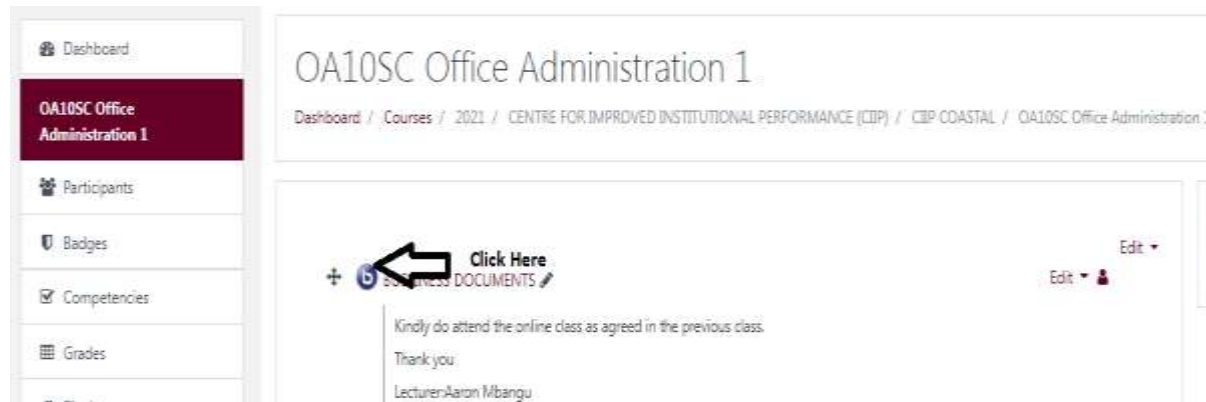 Dashboard
OA10SC Office
Administration 1
Participants
Badges
Competencies
Grades
OA10SC Office Administration 1
Dashboard / Courses / 2021 / CENTRE FOR IMPROVED INSTITUTIONAL PERFORMANCE (CIIP) / CIIP COASTAL / OA10SC Office Administration 1
Edit
Click Here
b
DOCUMENTS
Edit
Kindly do attend the online class as agreed in the previous class.
Thank you
Lecturer:Aaron Mbangu